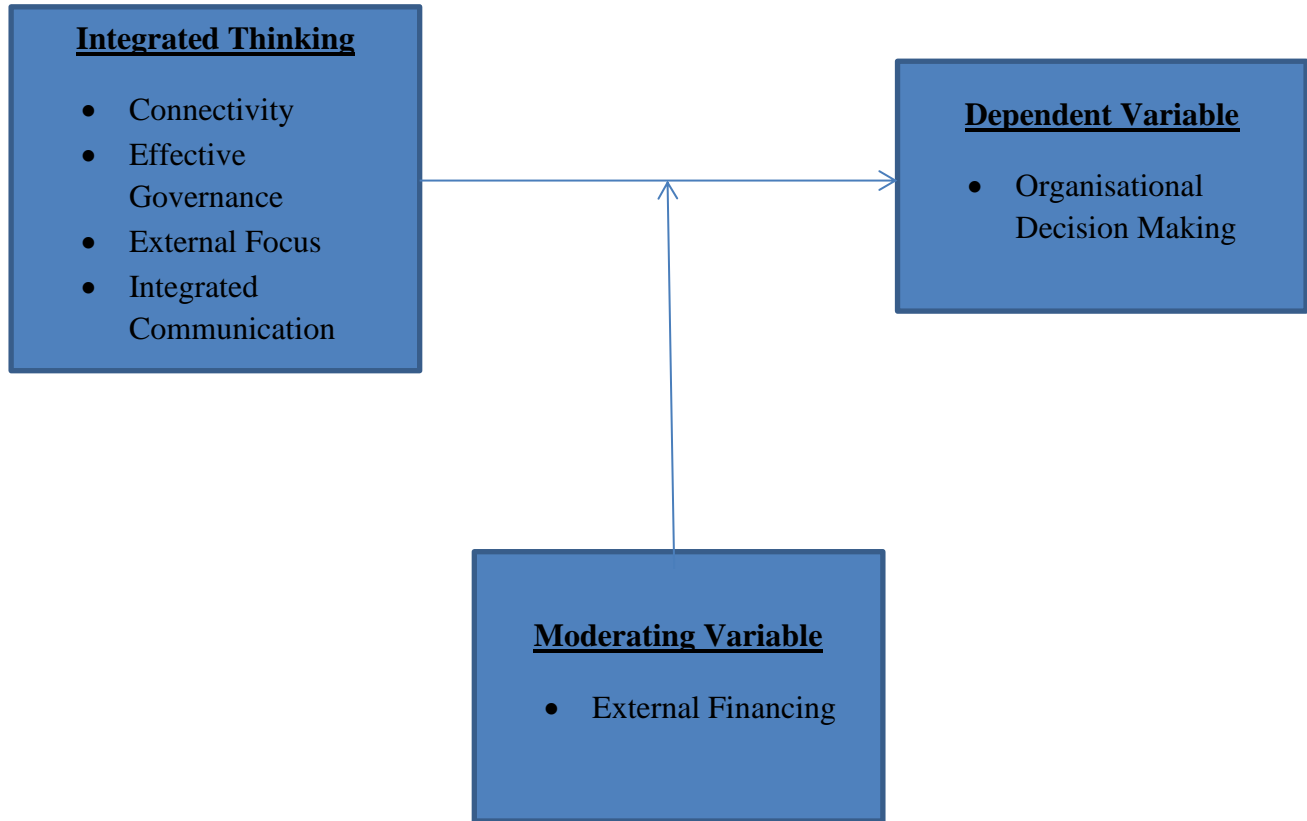 Integrated Thinking
• Connectivity
• Effective
Governance
• External Focus
• Integrated
Communication
Dependent Variable
• Organisational
Decision Making
Moderating Variable
• External Financing